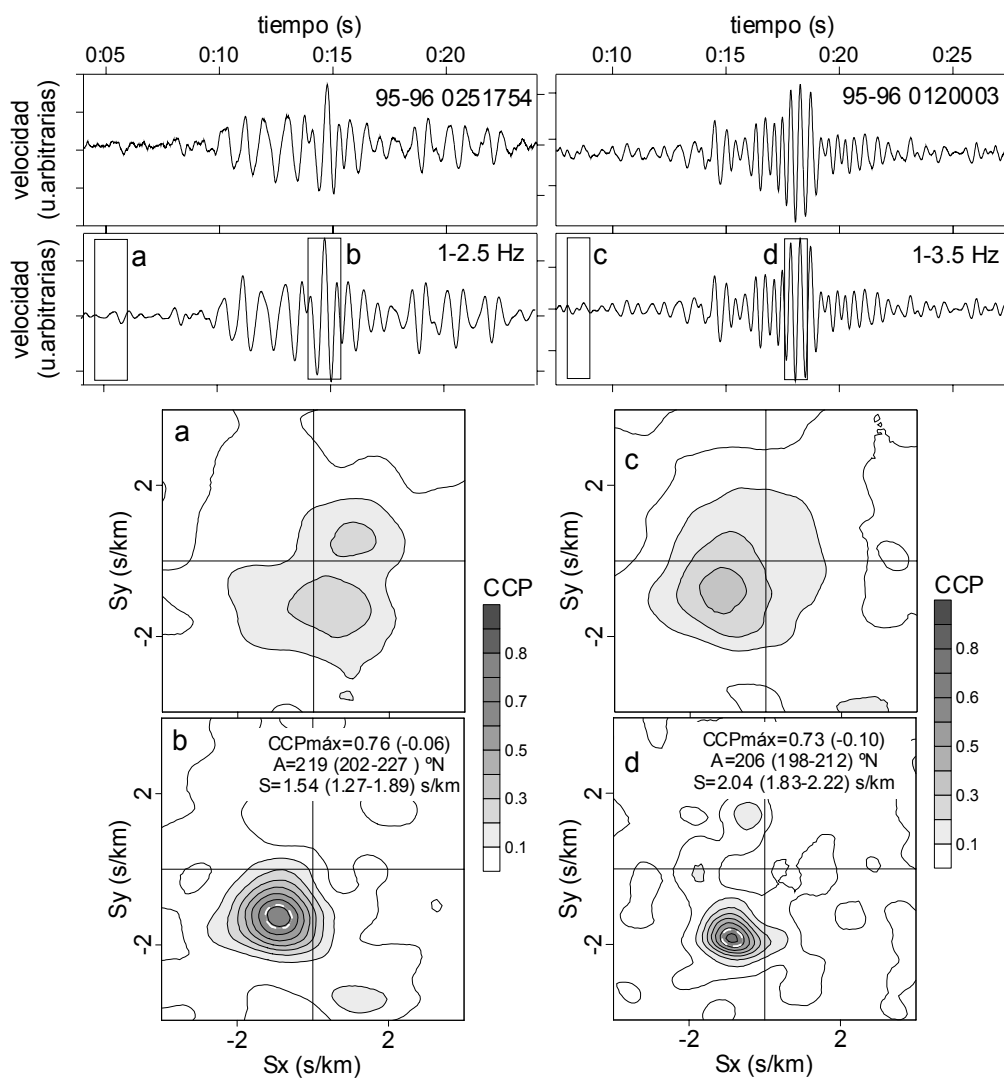 tiempo (s)
tiempo (s)
0:05 0:10 0:15 0:20
0:10 0:15 0:20 0:25
velocidad
(u.arbitrarias)
95-96 0251754
95-96 0120003
velocidad
(u.arbitrarias)
a b 1-2.5 Hz
c d 1-3.5 Hz
a
2
-2
Sy (s/km)
c
2
-2
Sy (s/km)
CCP
0.8
0.7
0.5
0.3
0.1
CCP
0.8
0.6
0.5
0.3
0.1
b
CCPmáx=0.76 (-0.06)
A=219 (202-227 ) ºN
S=1.54 (1.27-1.89) s/km
2
-2
Sy (s/km)
-2 2
Sx (s/km)
d
CCPmáx=0.73 (-0.10)
A=206 (198-212) ºN
S=2.04 (1.83-2.22) s/km
2
-2
Sy (s/km)
-2 2
Sx (s/km)